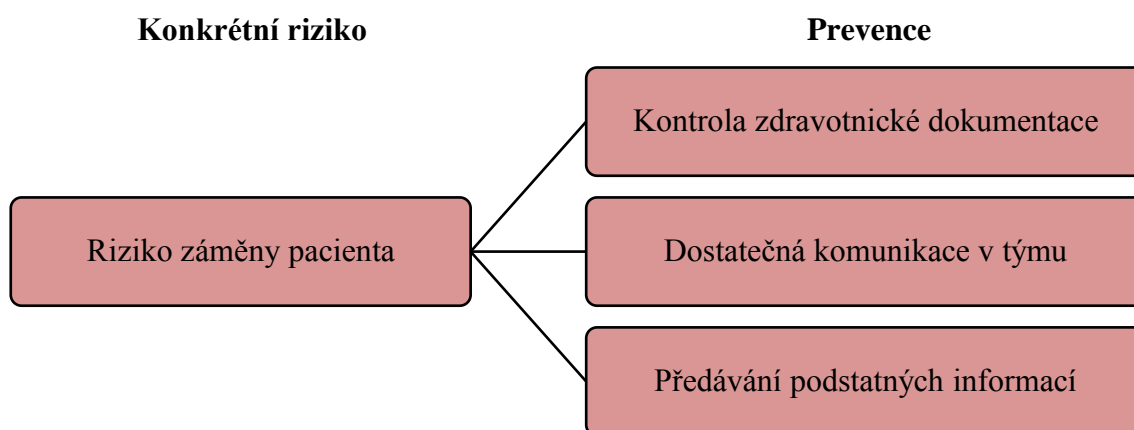 Konkrétní riziko
Prevence
Kontrola zdravotnické dokumentace
Riziko záměny pacienta
Dostatečná komunikace v týmu
Předávání podstatných informací